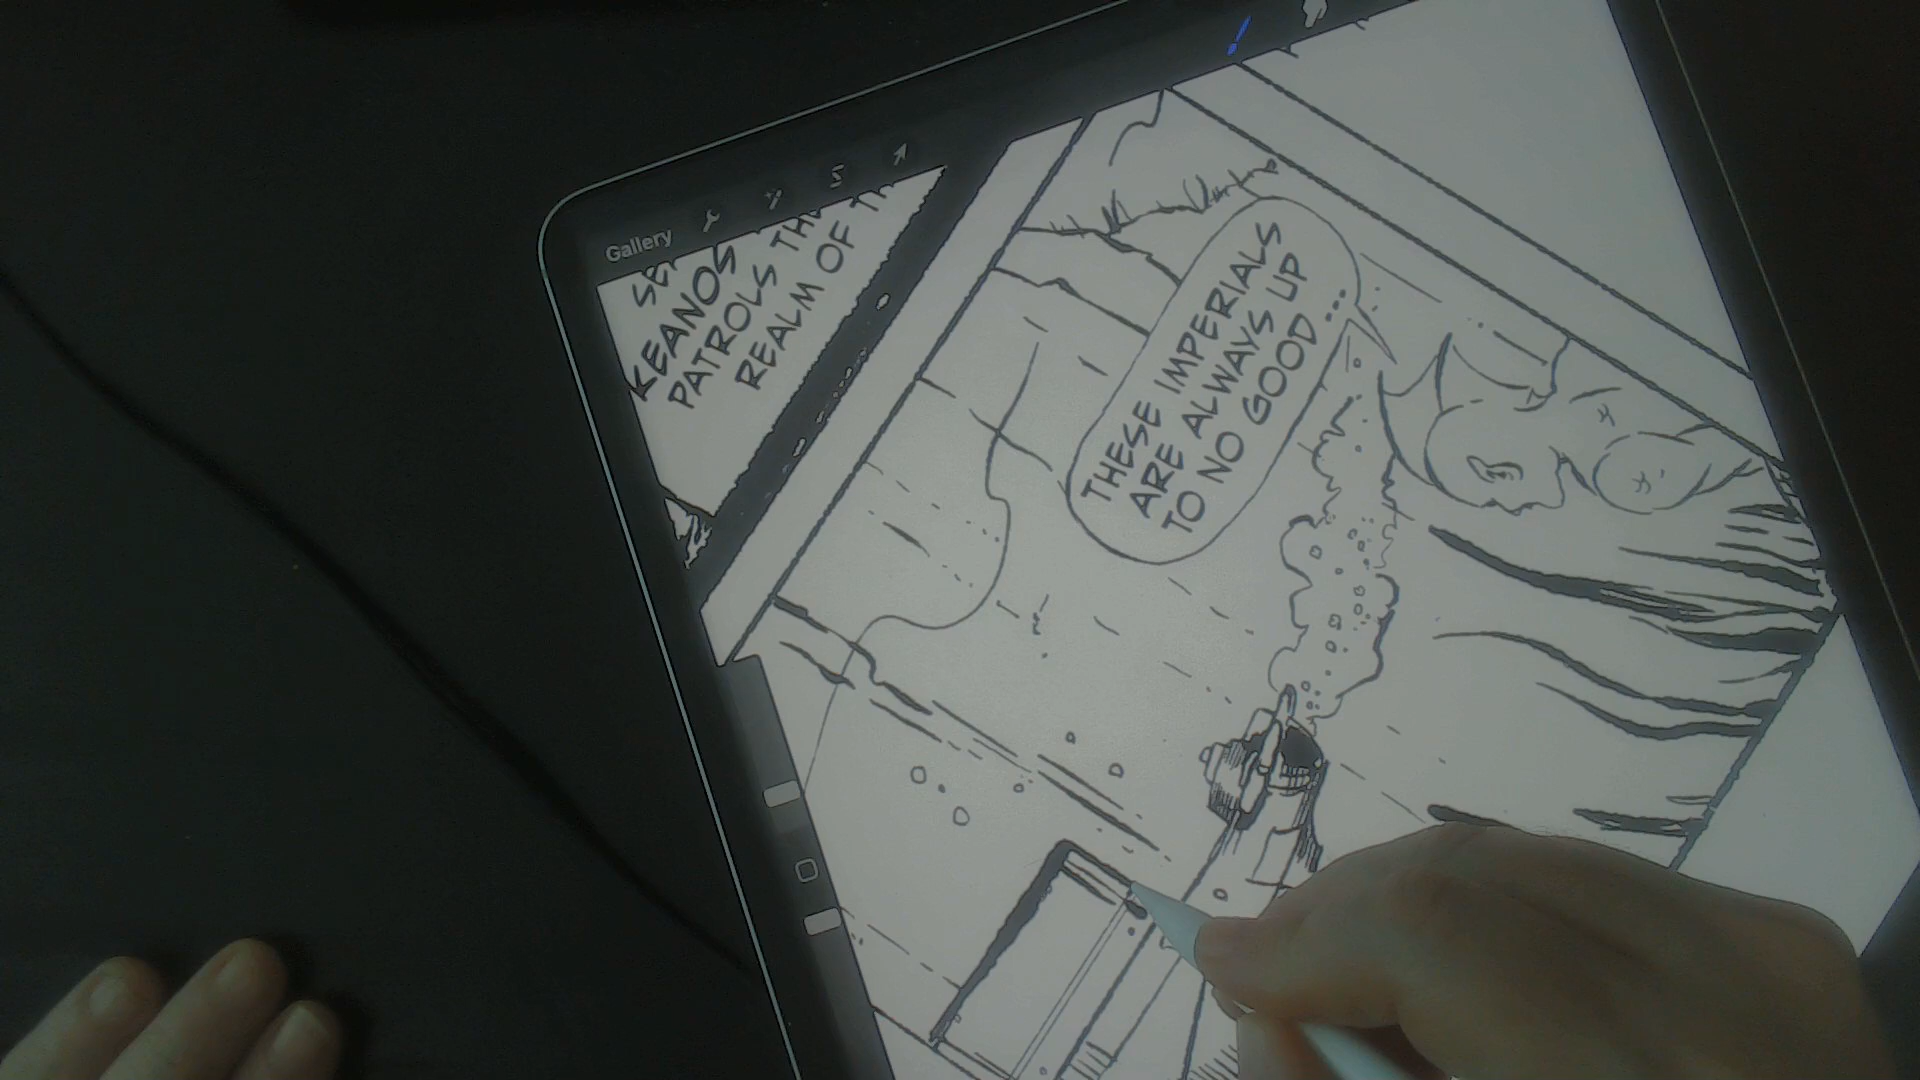 Gallery
KEANOS
PATROLS TH
REALM OF T
THESE IMPERIALS
ARE ALWAYS UP
TO NO GOOD...